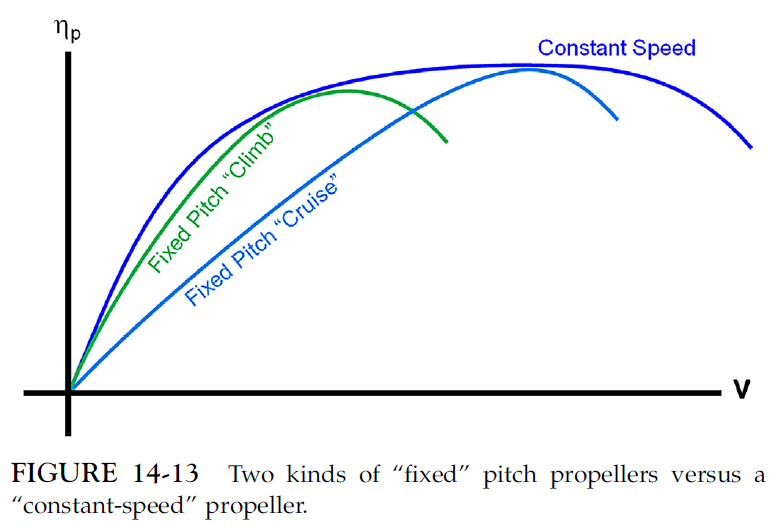 ηp
Constant Speed
Fixed Pitch "Climb"
Fixed Pitch "Cruise"
V
FIGURE 14-13 Two kinds of “fixed” pitch propellers versus a
“constant-speed” propeller.